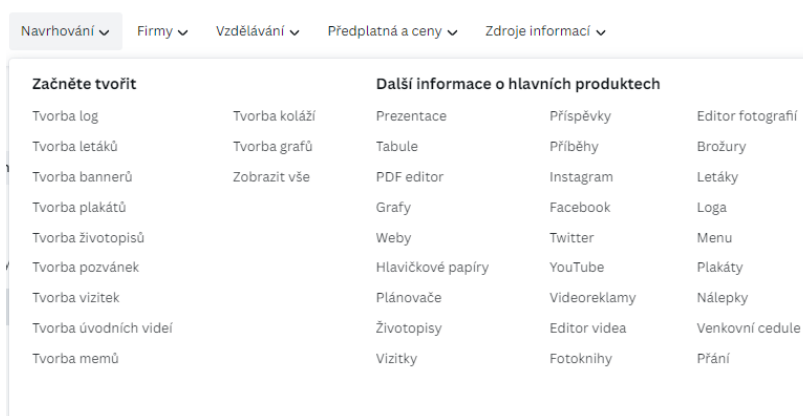 Navrhování Firmy Vzdělávání Předplatná a ceny Zdroje informací
Začněte tvořit
Tvorba log
Tvorba letáků
Tvorba bannerů
Tvorba plakátů
Tvorba životopisů
Tvorba pozvánek
Tvorba vizitek
Tvorba úvodních videí
Tvorba memů
Tvorba koláží
Tvorba grafů
Zobrazit vše
Další informace o hlavních produktech
Prezentace
Tabule
PDF editor
Grafy
Weby
Hlavičkové papíry
Plánovače
Životopisy
Vizitky
Příspěvky
Příběhy
Instagram
Facebook
Twitter
YouTube
Videoreklamy
Editor videa
Fotoknihy
Editor fotografií
Brožury
Letáky
Loga
Menu
Plakáty
Nálepky
Venkovní cedule
Přání